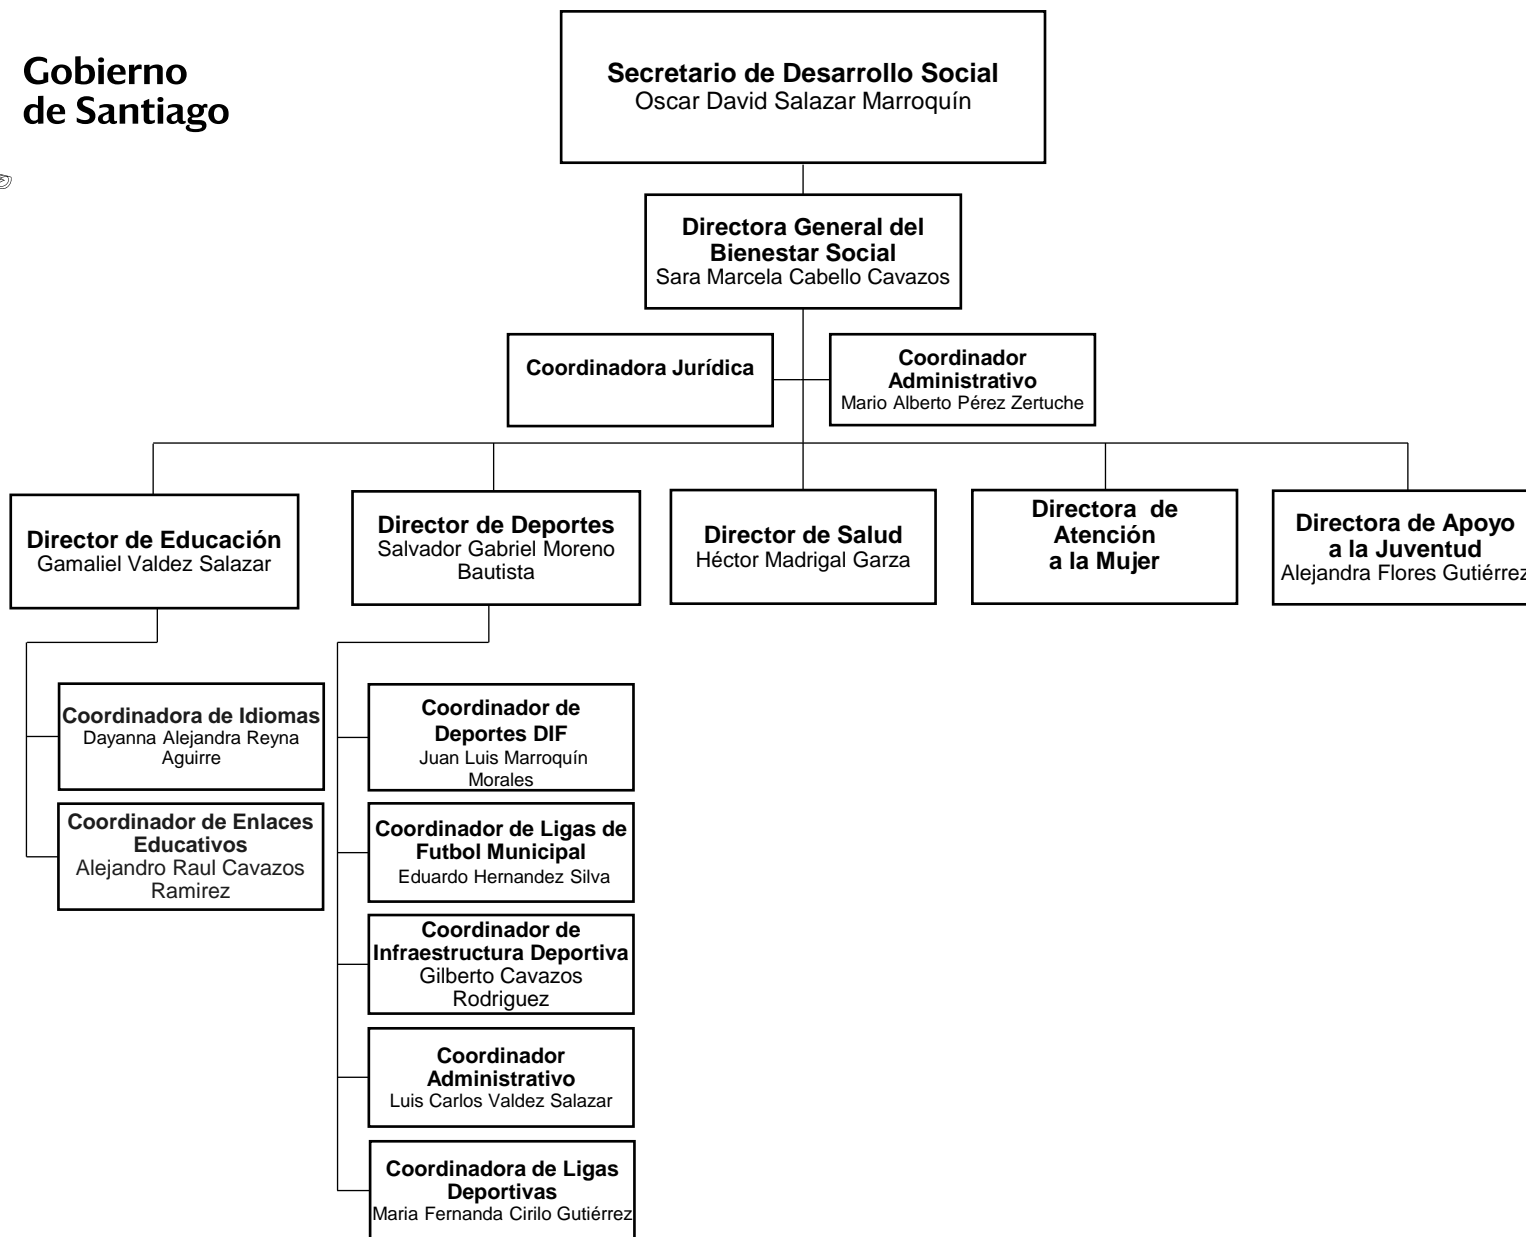 Gobierno
de Santiago
Secretario de Desarrollo Social
Oscar David Salazar Marroquín
Directora General del
Bienestar Social
Sara Marcela Cabello Cavazos
Coordinadora Jurídica
Coordinador
Administrativo
Mario Alberto Pérez Zertuche
Director de Educación
Gamaliel Valdez Salazar
Director de Deportes
Salvador Gabriel Moreno
Bautista
Director de Salud
Héctor Madrigal Garza
Directora de
Atención
a la Mujer
Directora de Apoyo
a la Juventud
Alejandra Flores Gutiérrez
Coordinadora de Idiomas
Dayanna Alejandra Reyna
Aguirre
Coordinador de Enlaces
Educativos
Alejandro Raul Cavazos
Ramirez
Coordinador de
Deportes DIF
Juan Luis Marroquín
Morales
Coordinador de Ligas de
Futbol Municipal
Eduardo Hernandez Silva
Coordinador de
Infraestructura Deportiva
Gilberto Cavazos
Rodriguez
Coordinador
Administrativo
Luis Carlos Valdez Salazar
Coordinadora de Ligas
Deportivas
Maria Fernanda Cirilo Gutiérrez